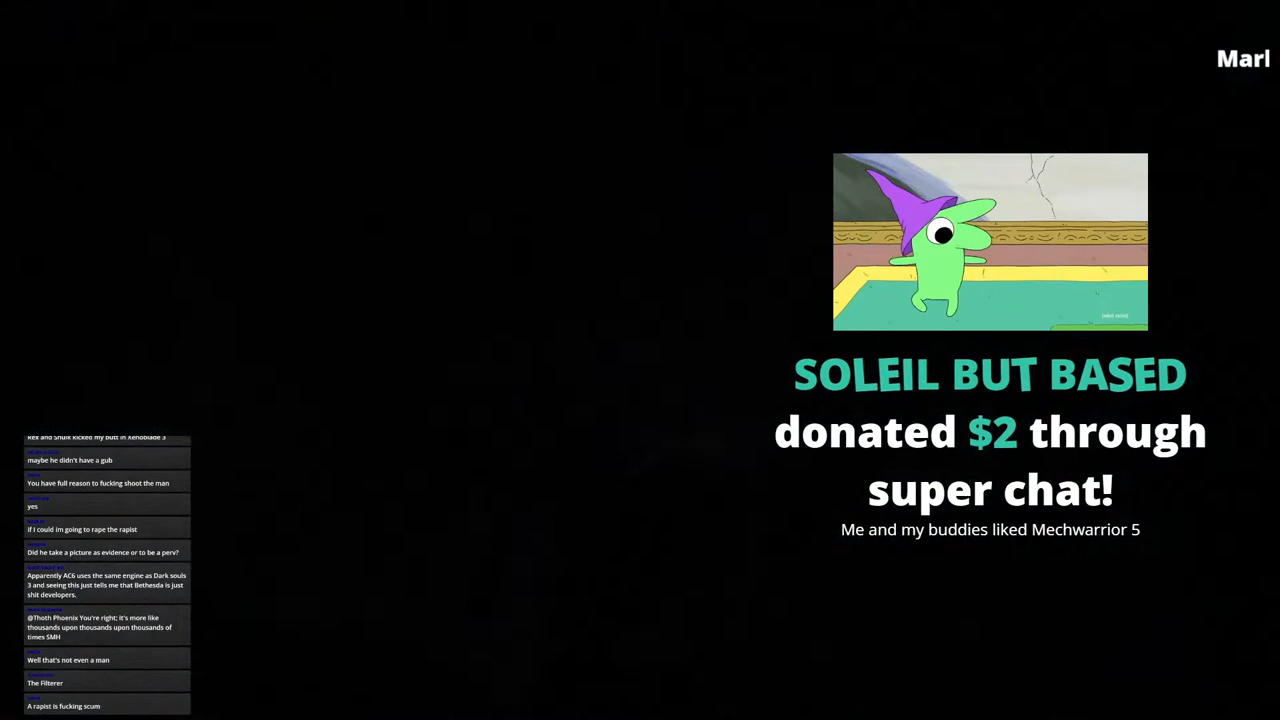 Marl
SOLEIL BUT BASED
donated $2 through
super chat!
Me and my buddies liked Mechwarrior 5
Rex and Shulk kicked my butt in Xenoblade 3
maybe he didn't have a gub
You have full reason to fucking shoot the man
yes
if I could im going to rape the rapist
Did he take a picture as evidence or to be a perv?
Apparently AC6 uses the same engine as Dark souls
3 and seeing this just tells me that Bethesda is just
shit developers.
@Thoth Phoenix You're right; it's more like
thousands upon thousands upon thousands of
times SMH
Well that's not even a man
The Filterer
A rapist is fucking scum